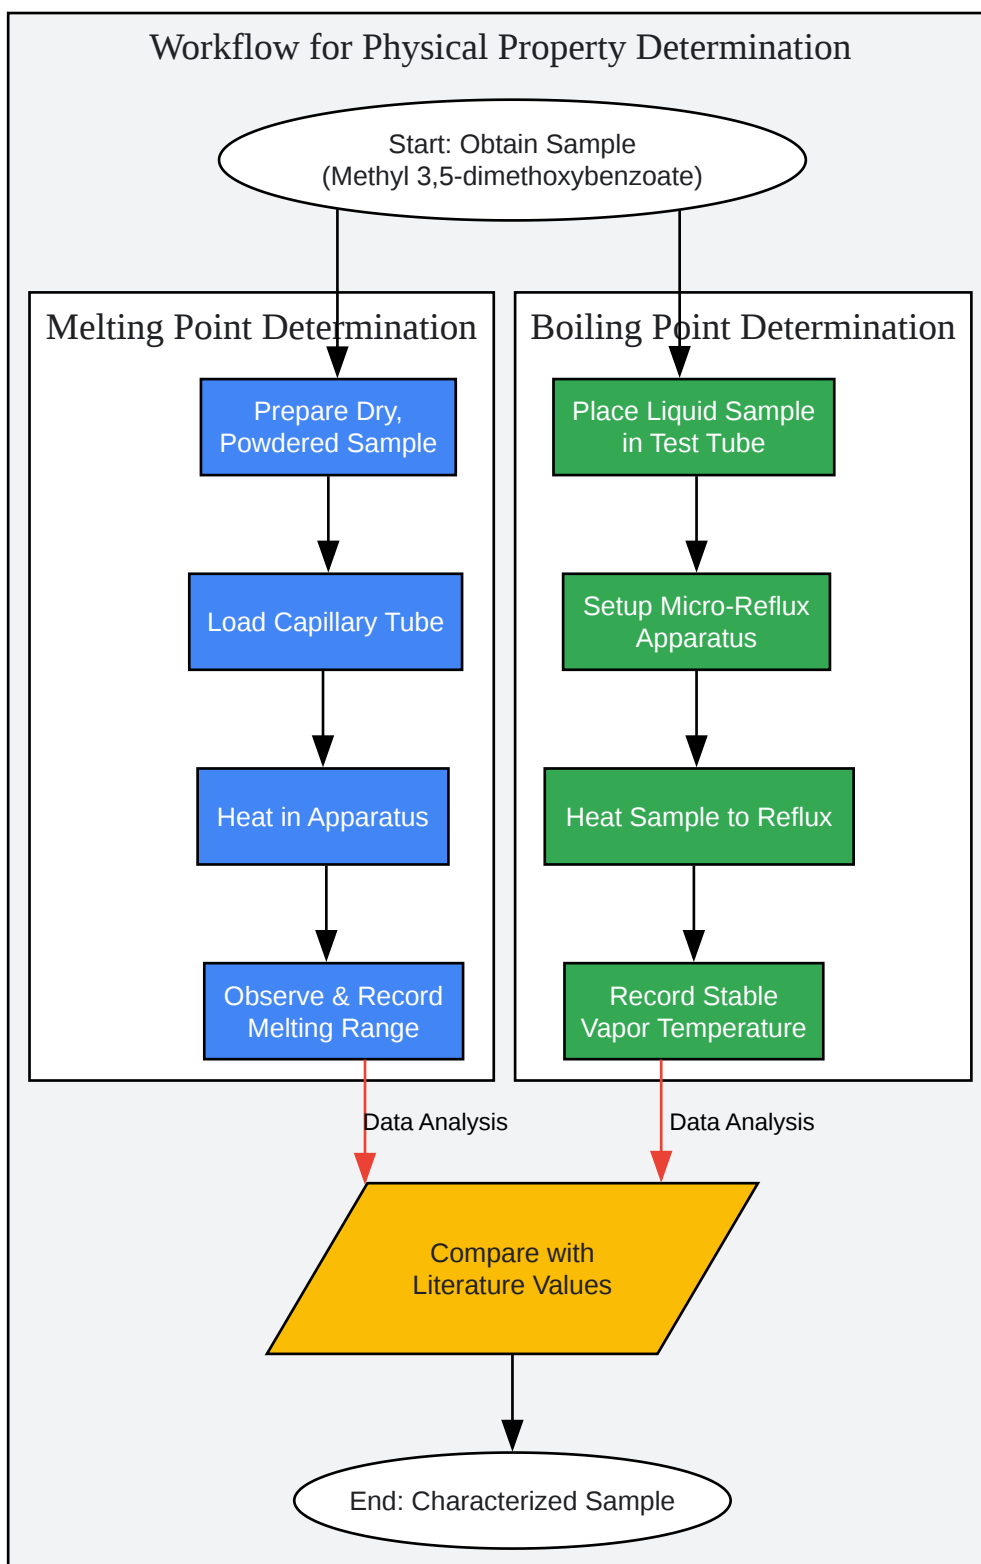 Workflow for Physical Property Determination
Start: Obtain Sample
(Methyl 3,5-dimethoxybenzoate)
Melting Point Determination
Prepare Dry,
Powdered Sample
Load Capillary Tube
Heat in Apparatus
Observe & Record
Melting Range
Data Analysis
Boiling Point Determination
Place Liquid Sample
in Test Tube
Setup Micro-Reflux
Apparatus
Heat Sample to Reflux
Record Stable
Vapor Temperature
Data Analysis
Compare with
Literature Values
End: Characterized Sample